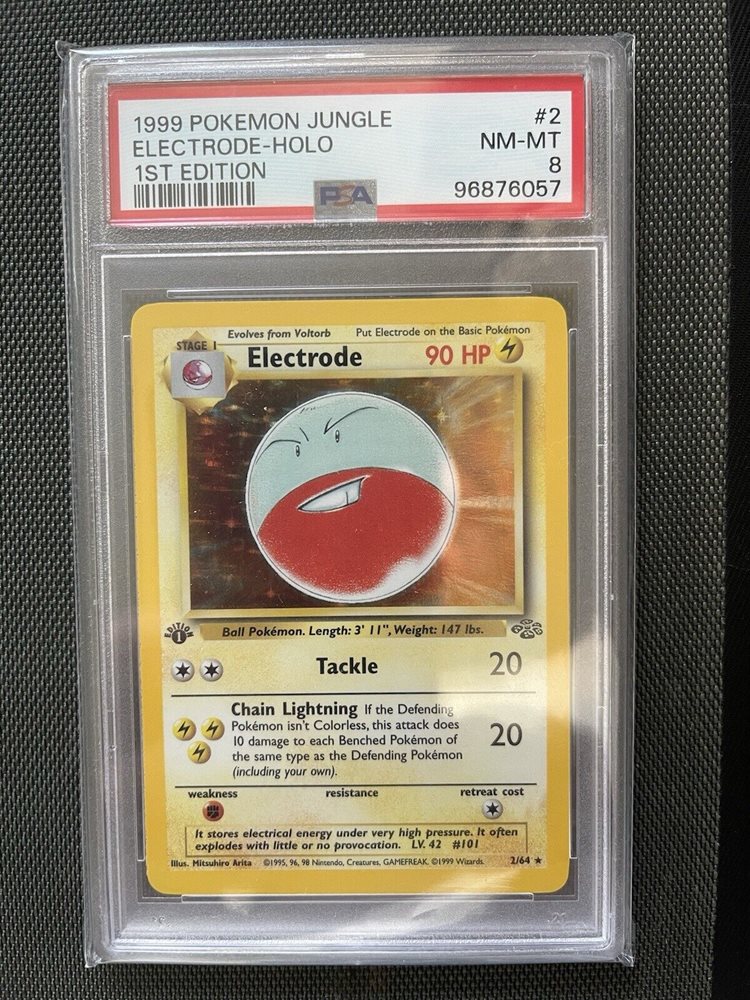 1999 POKEMON JUNGLE #2
ELECTRODE-HOLO NM-MT
1ST EDITION 8
PSA 96876057
Evolves from Voltorb Put Electrode on the Basic Pokémon
STAGE 1
Electrode 90 HP
EDITION
1
Ball Pokémon. Length: 3' 11", Weight: 147 lbs.
Tackle 20
Chain Lightning If the Defending
Pokémon isn't Colorless, this attack does
10 damage to each Benched Pokémon of
the same type as the Defending Pokémon
(including your own).
20
weakness resistance retreat cost
It stores electrical energy under very high pressure. It often
explodes with little or no provocation. LV. 42 #101
Illus. Mitsuhiro Arita ©1995, 96, 98 Nintendo, Creatures, GAMEFREAK. ©1999 Wizards. 2/64 ★